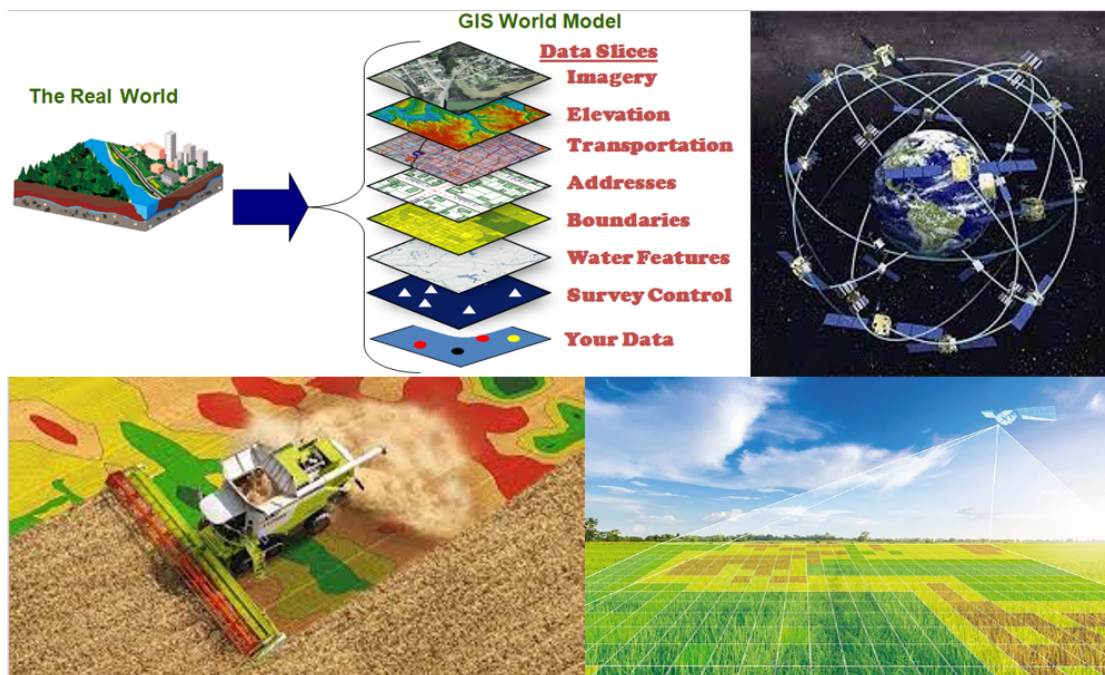 GIS World Model
Data Slices
Imagery
The Real World
Elevation
Transportation
Addresses
Boundaries
Water Features
Survey Control
Your Data